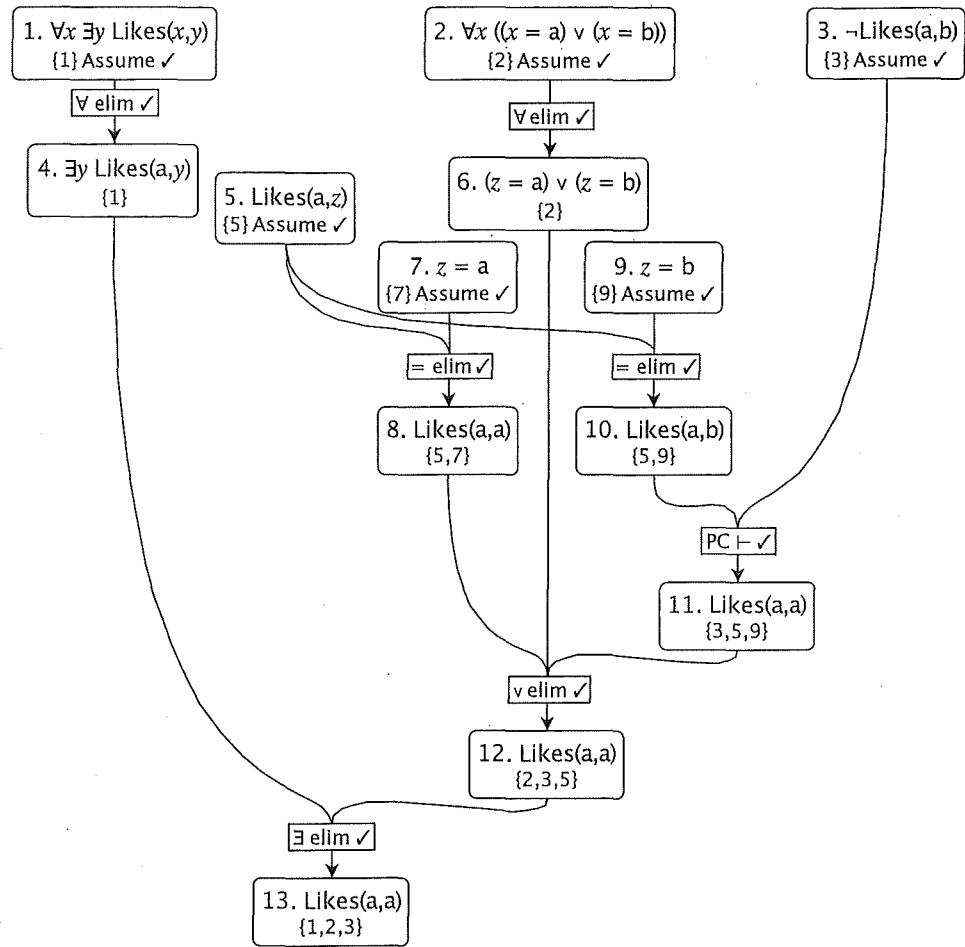 1. ∀x ∃y Likes(x,y)
{1} Assume ✓
2. ∀x ((x = a) ∨ (x = b))
{2} Assume ✓
3. ¬Likes(a,b)
{3} Assume ✓
∀ elim ✓
∀ elim ✓
4. ∃y Likes(a,y)
{1}
5. Likes(a,z)
{5} Assume ✓
6. (z = a) ∨ (z = b)
{2}
7. z = a
{7} Assume ✓
9. z = b
{9} Assume ✓
= elim ✓
= elim ✓
8. Likes(a,a)
{5,7}
10. Likes(a,b)
{5,9}
PC ⊢ ✓
11. Likes(a,a)
{3,5,9}
∨ elim ✓
12. Likes(a,a)
{2,3,5}
∃ elim ✓
13. Likes(a,a)
{1,2,3}